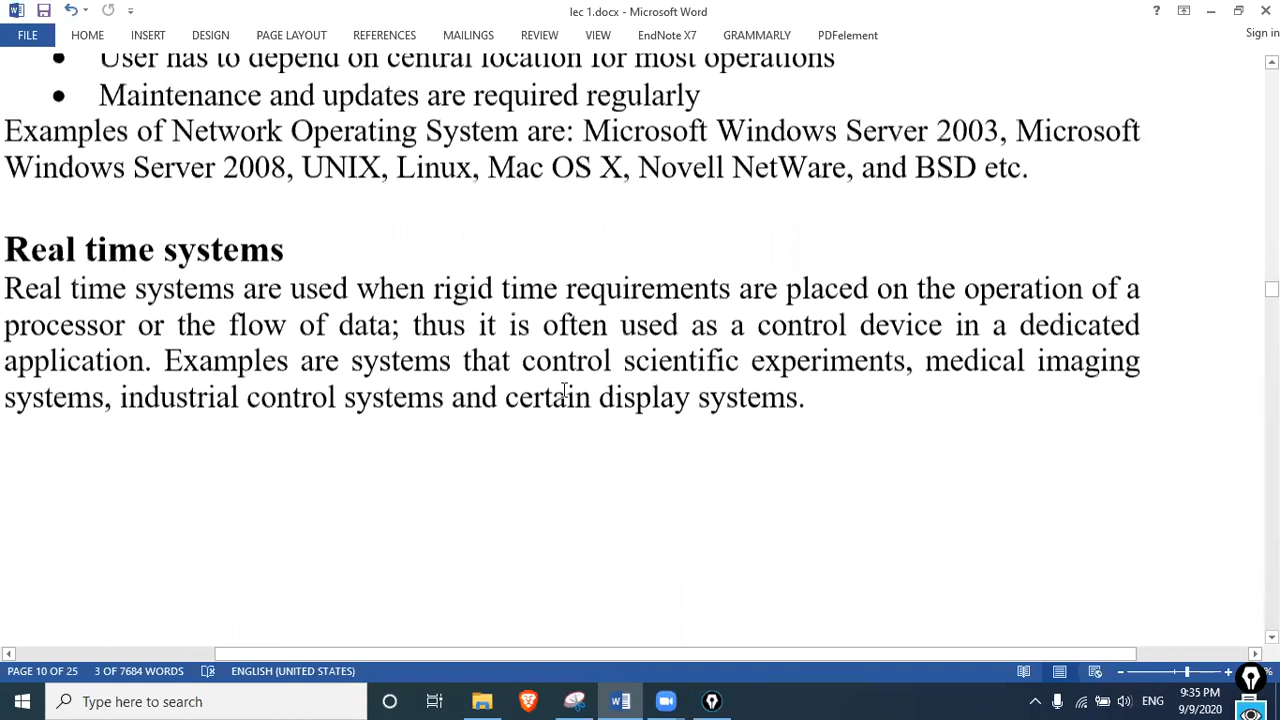 lec 1.docx - Microsoft Word
Sign in
FILE HOME INSERT DESIGN PAGE LAYOUT REFERENCES MAILINGS REVIEW VIEW EndNote X7 GRAMMARLY PDFelement
• User has to depend on central location for most operations
• Maintenance and updates are required regularly
Examples of Network Operating System are: Microsoft Windows Server 2003, Microsoft
Windows Server 2008, UNIX, Linux, Mac OS X, Novell NetWare, and BSD etc.
Real time systems
Real time systems are used when rigid time requirements are placed on the operation of a
processor or the flow of data; thus it is often used as a control device in a dedicated
application. Examples are systems that control scientific experiments, medical imaging
systems, industrial control systems and certain display systems.
PAGE 10 OF 25 3 OF 7684 WORDS ENGLISH (UNITED STATES)
Type here to search
ENG
9:35 PM
9/9/2020